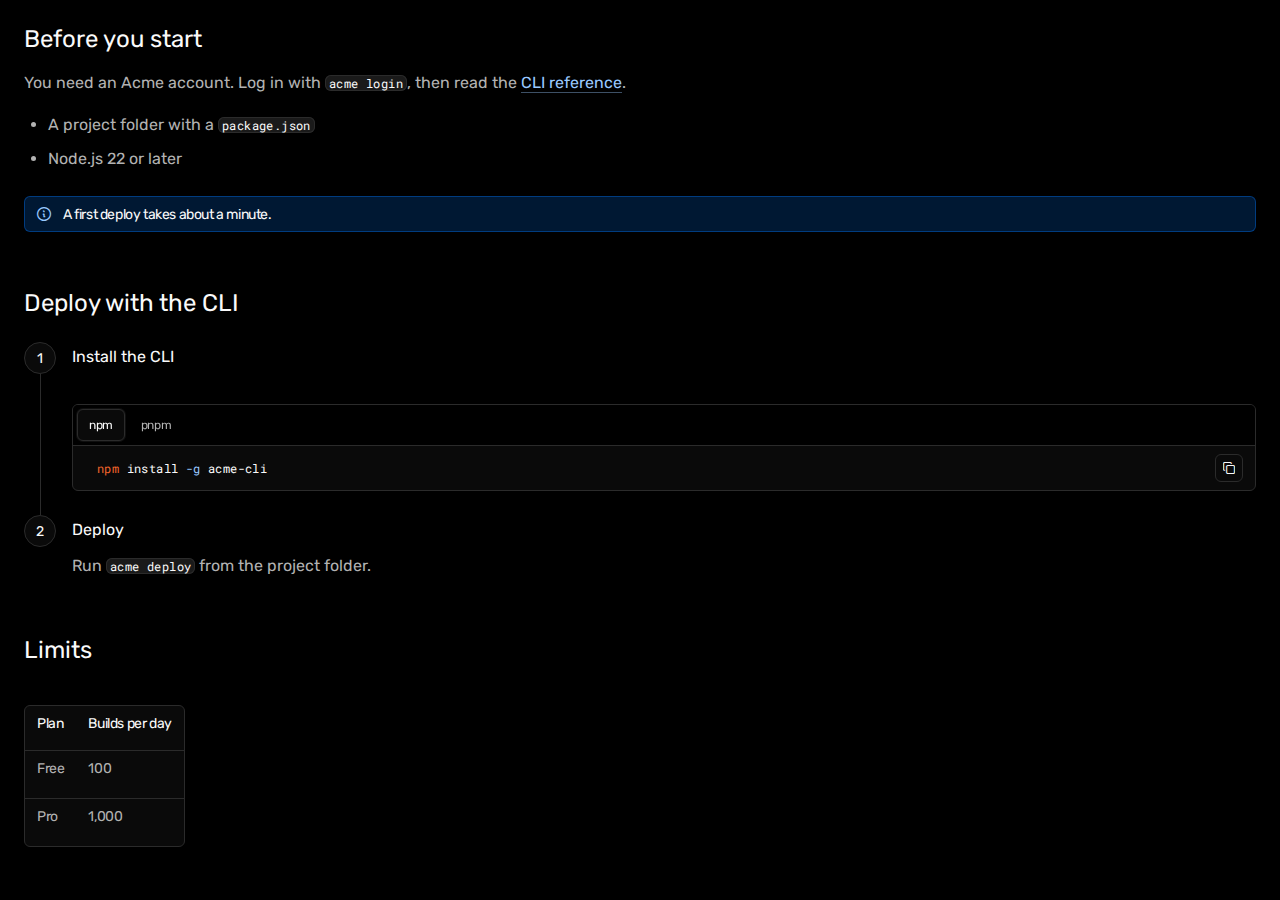 Before you start
You need an Acme account. Log in with acme login, then read the CLI reference.
• A project folder with a package.json
• Node.js 22 or later
A first deploy takes about a minute.
Deploy with the CLI
1 Install the CLI
npm pnpm
npm install -g acme-cli
2 Deploy
Run acme deploy from the project folder.
Limits
Plan Builds per day
Free 100
Pro 1,000